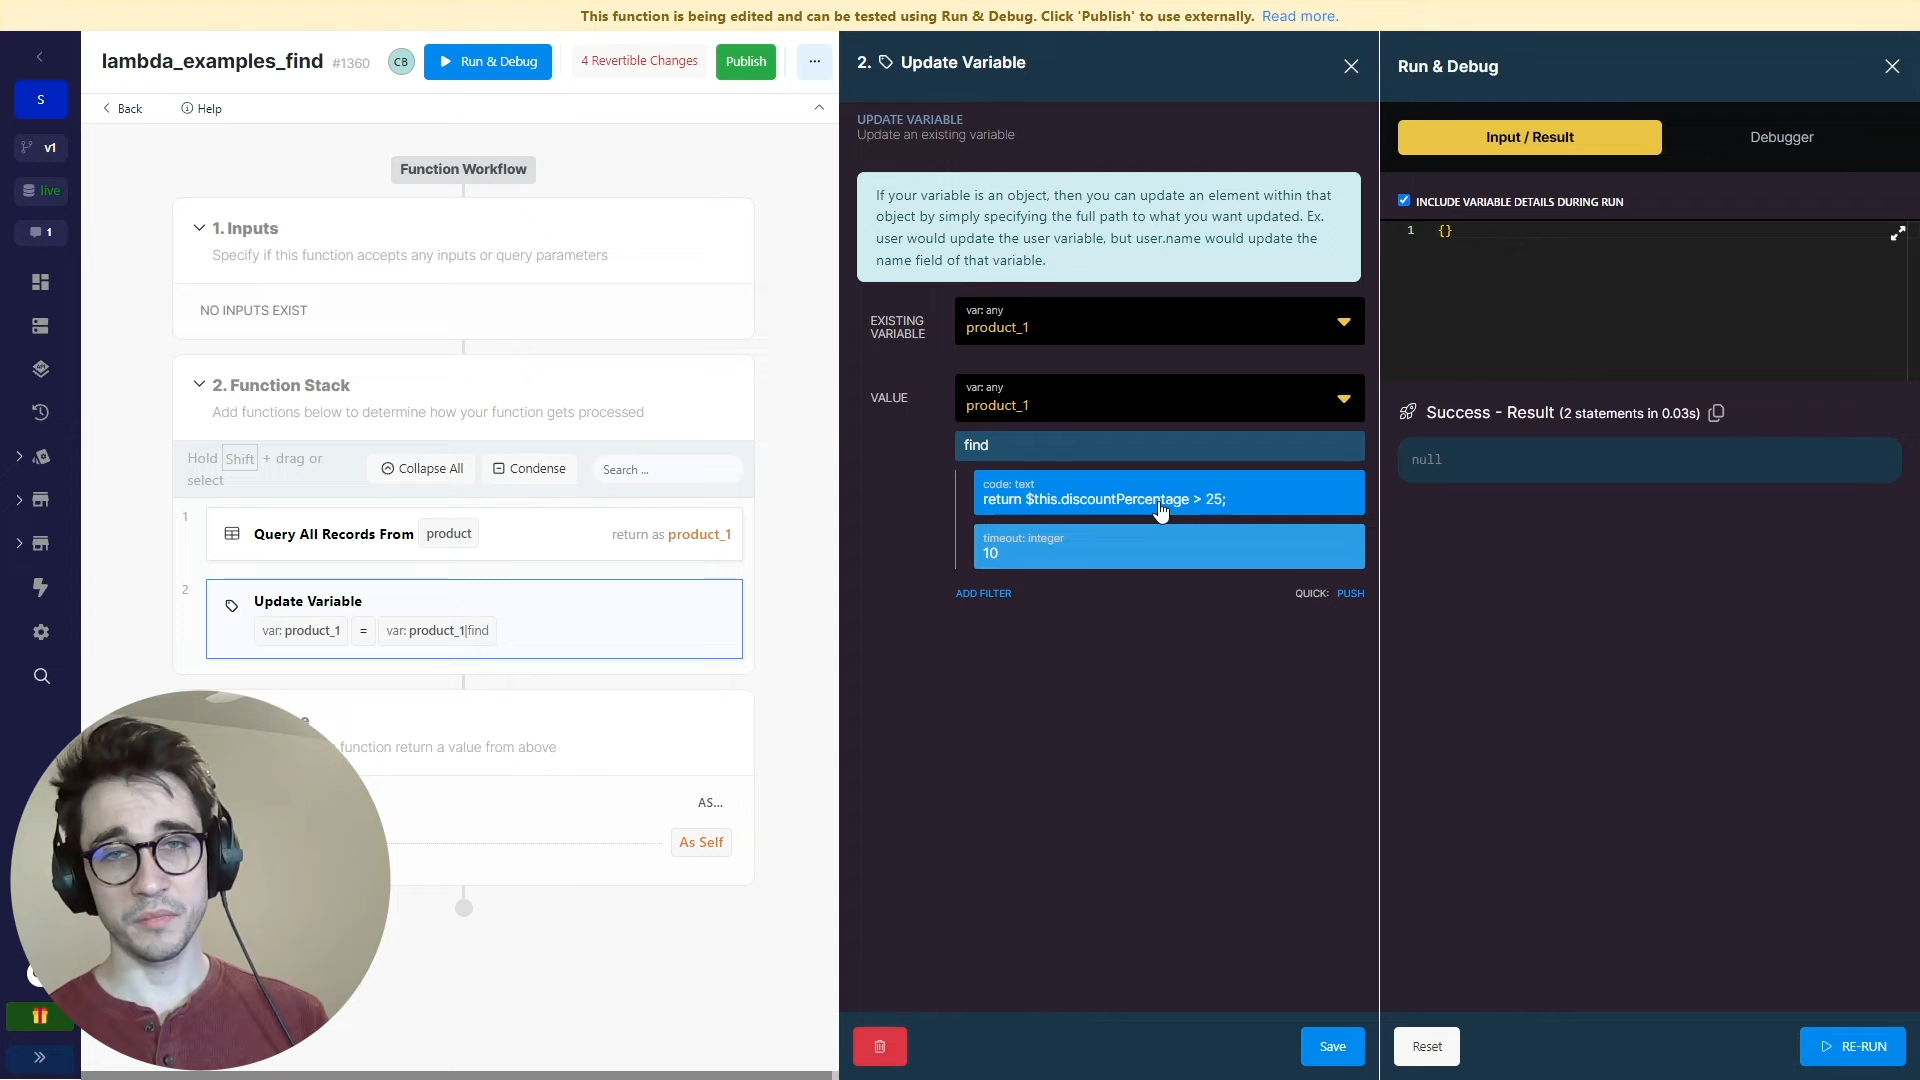 This function is being edited and can be tested using Run & Debug. Click 'Publish' to use externally. Read more.
S
v1
live
1
lambda_examples_find #1360
CB
Run & Debug
4 Revertible Changes
Publish
...
Back
Help
Function Workflow
1. Inputs
Specify if this function accepts any inputs or query parameters
NO INPUTS EXIST
2. Function Stack
Add functions below to determine how your function gets processed
Hold Shift + drag or
select
Collapse All
Condense
Search ...
1
Query All Records From product
return as product_1
2
Update Variable
var: product_1 = var: product_1|find
function return a value from above
AS...
As Self
2. Update Variable
UPDATE VARIABLE
Update an existing variable
If your variable is an object, then you can update an element within that
object by simply specifying the full path to what you want updated. Ex.
user would update the user variable, but user.name would update the
name field of that variable.
EXISTING
VARIABLE
var: any
product_1
VALUE
var: any
product_1
find
code: text
return $this.discountPercentage > 25;
timeout: integer
10
ADD FILTER
QUICK: PUSH
Save
Run & Debug
Input / Result
Debugger
INCLUDE VARIABLE DETAILS DURING RUN
1 {}
Success - Result (2 statements in 0.03s)
null
Reset
RE-RUN